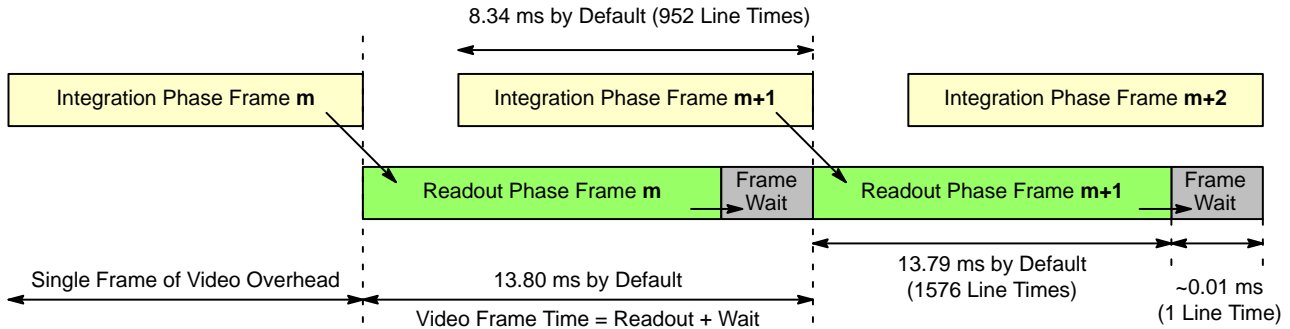 8.34 ms by Default (952 Line Times)
Integration Phase Frame m
Integration Phase Frame m+1
Integration Phase Frame m+2
Readout Phase Frame m
Frame
Wait
Readout Phase Frame m+1
Frame
Wait
Single Frame of Video Overhead
13.80 ms by Default
Video Frame Time = Readout + Wait
13.79 ms by Default
(1576 Line Times)
~0.01 ms
(1 Line Time)